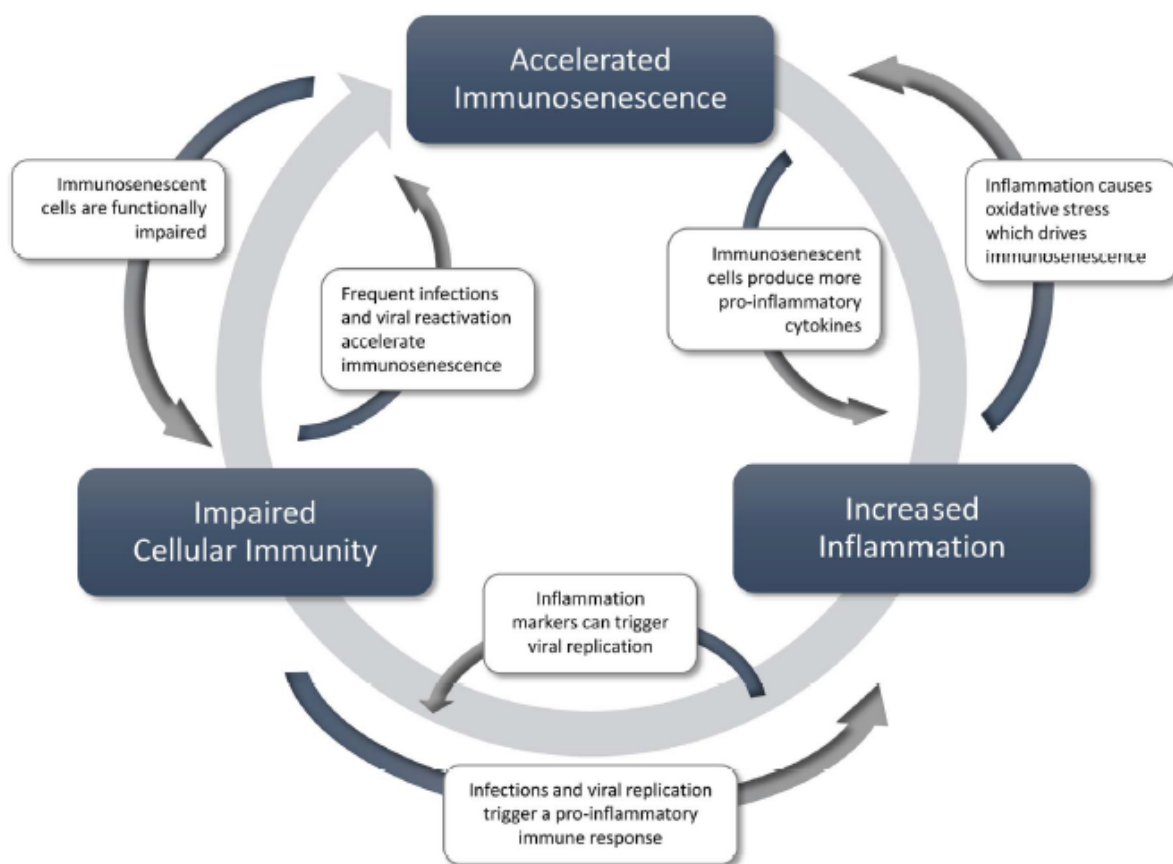 Accelerated
Immunosenescence
Immunosenescent
cells are functionally
impaired
Frequent infections
and viral reactivation
accelerate
immunosenescence
Immunosenescent
cells produce more
pro-inflammatory
cytokines
Inflammation causes
oxidative stress
which drives
immunosenescence
Impaired
Cellular Immunity
Increased
Inflammation
Inflammation
markers can trigger
viral replication
Infections and viral replication
trigger a pro-inflammatory
immune response